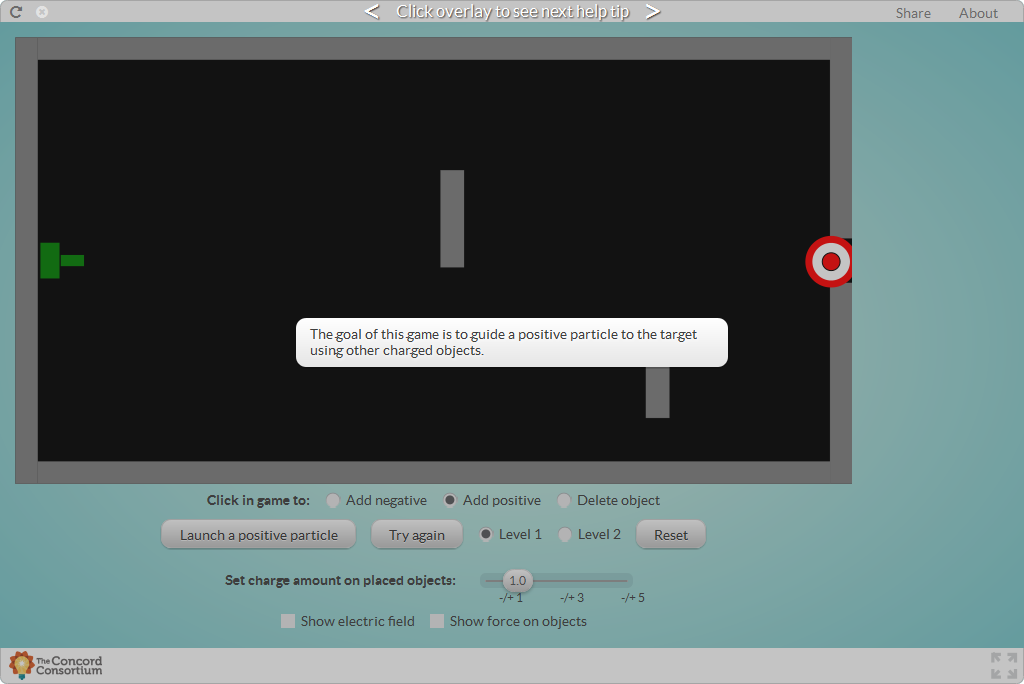 Click overlay to see next help tip
Share About
The goal of this game is to guide a positive particle to the target
using other charged objects.
Click in game to: Add negative Add positive Delete object
Launch a positive particle Try again Level 1 Level 2 Reset
Set charge amount on placed objects: 1.0
-/+ 1 -/+ 3 -/+ 5
Show electric field Show force on objects
The Concord
Consortium